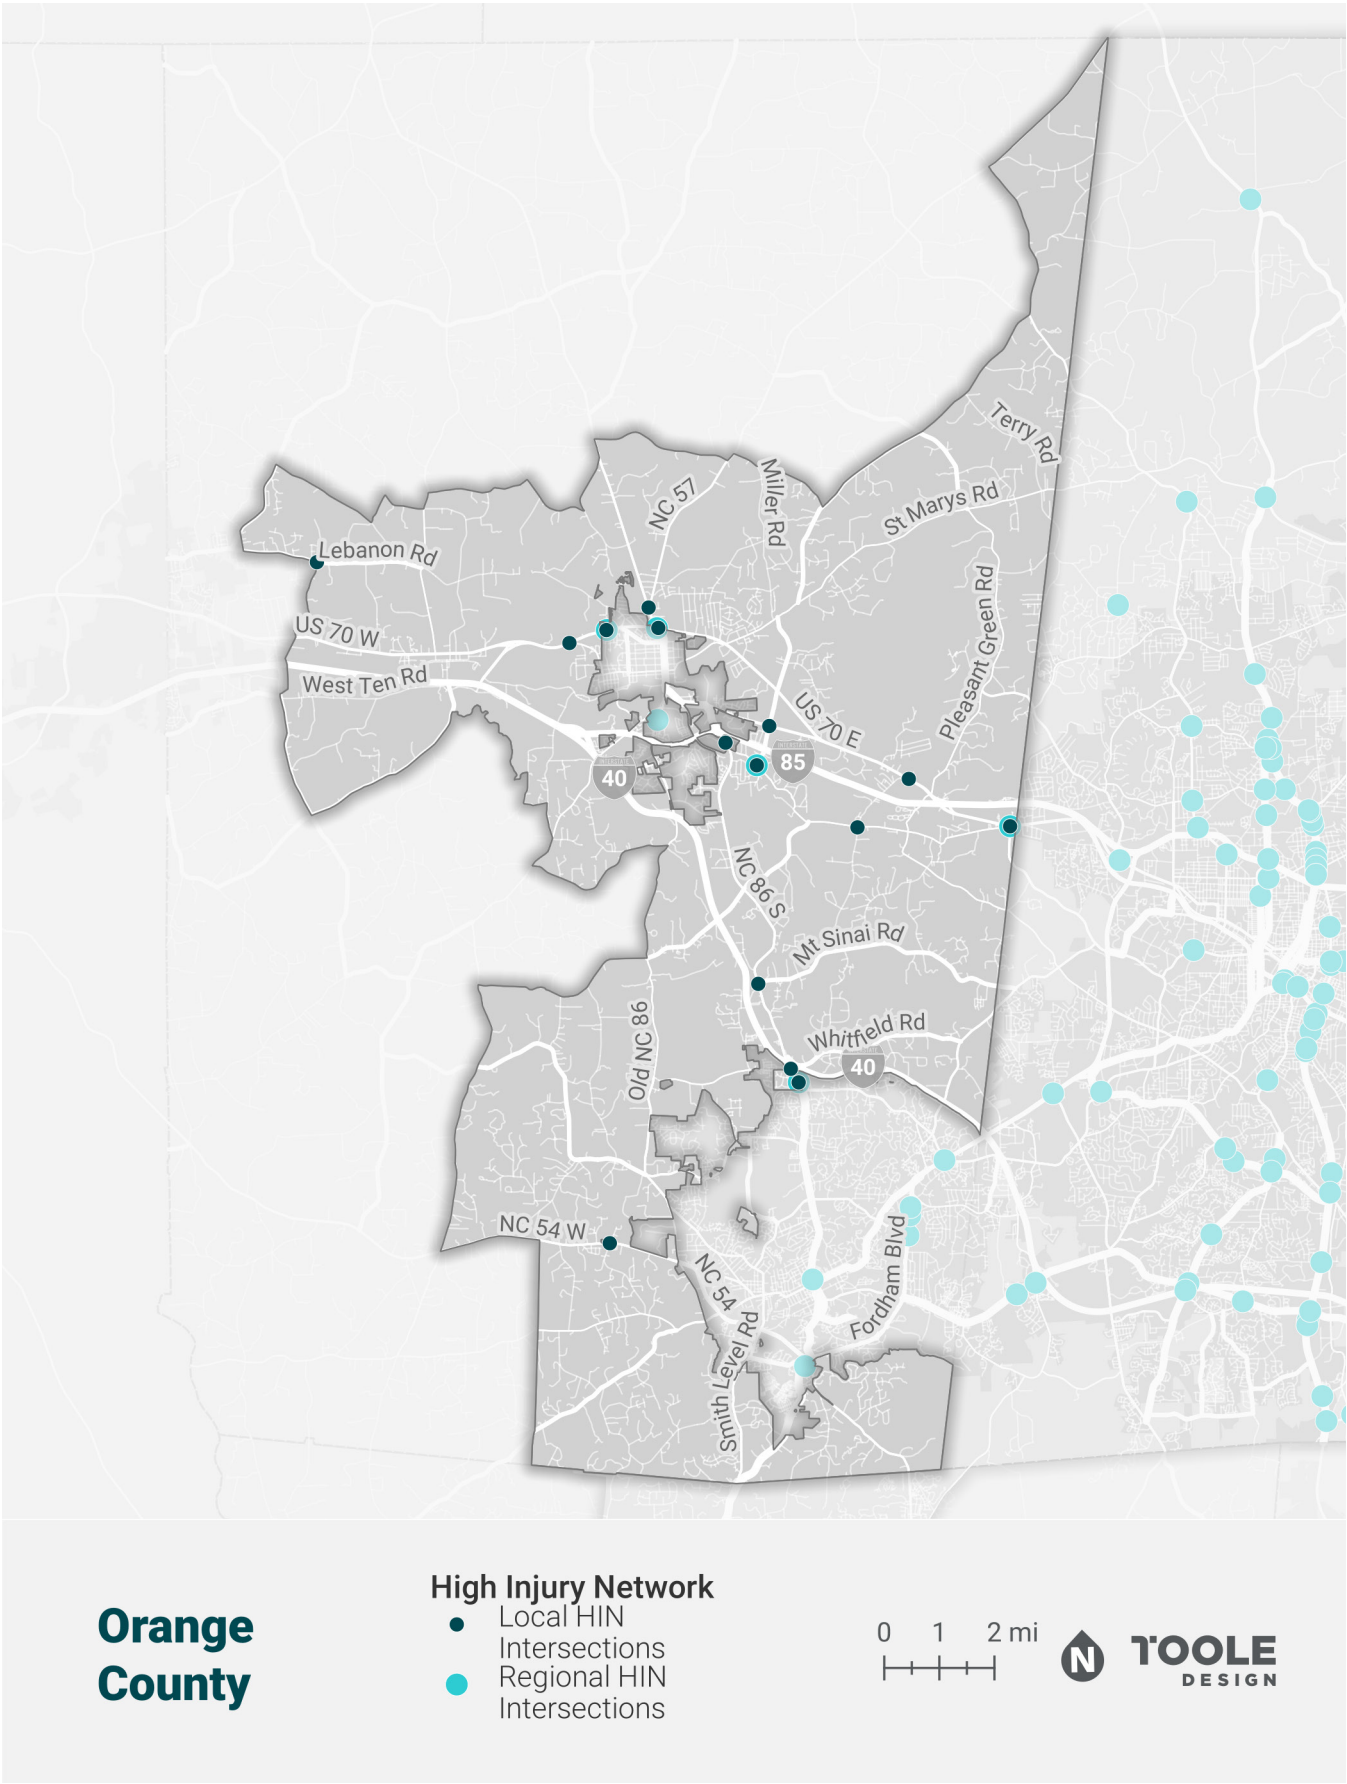 Terry Rd
NC 57
Miller Rd
St Marys Rd
Lebanon Rd
Pleasant Green Rd
US 70 W
West Ten Rd
US 70 E
INTERSTATE
85
INTERSTATE
40
NC 86 S
Mt Sinai Rd
Old NC 86
Whitfield Rd
INTERSTATE
40
NC 54 W
NC 54
Fordham Blvd
Smith Level Rd
Orange
County
High Injury Network
Local HIN
Intersections
Regional HIN
Intersections
0 1 2 mi
N
TOOLE
DESIGN